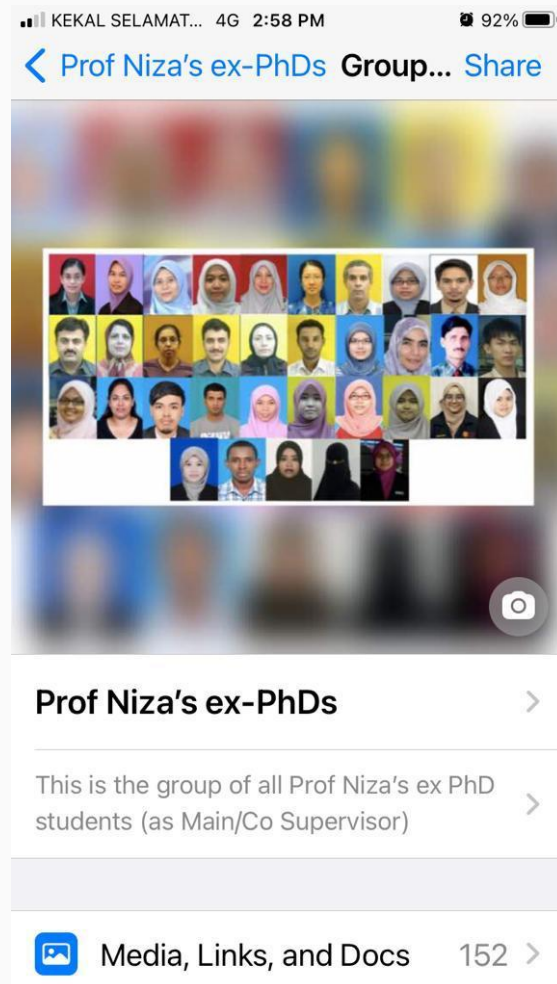 KEKAL SELAMAT... 4G 2:58 PM 92%
Prof Niza's ex-PhDs Group... Share
Prof Niza's ex-PhDs
This is the group of all Prof Niza's ex PhD
students (as Main/Co Supervisor)
Media, Links, and Docs 152